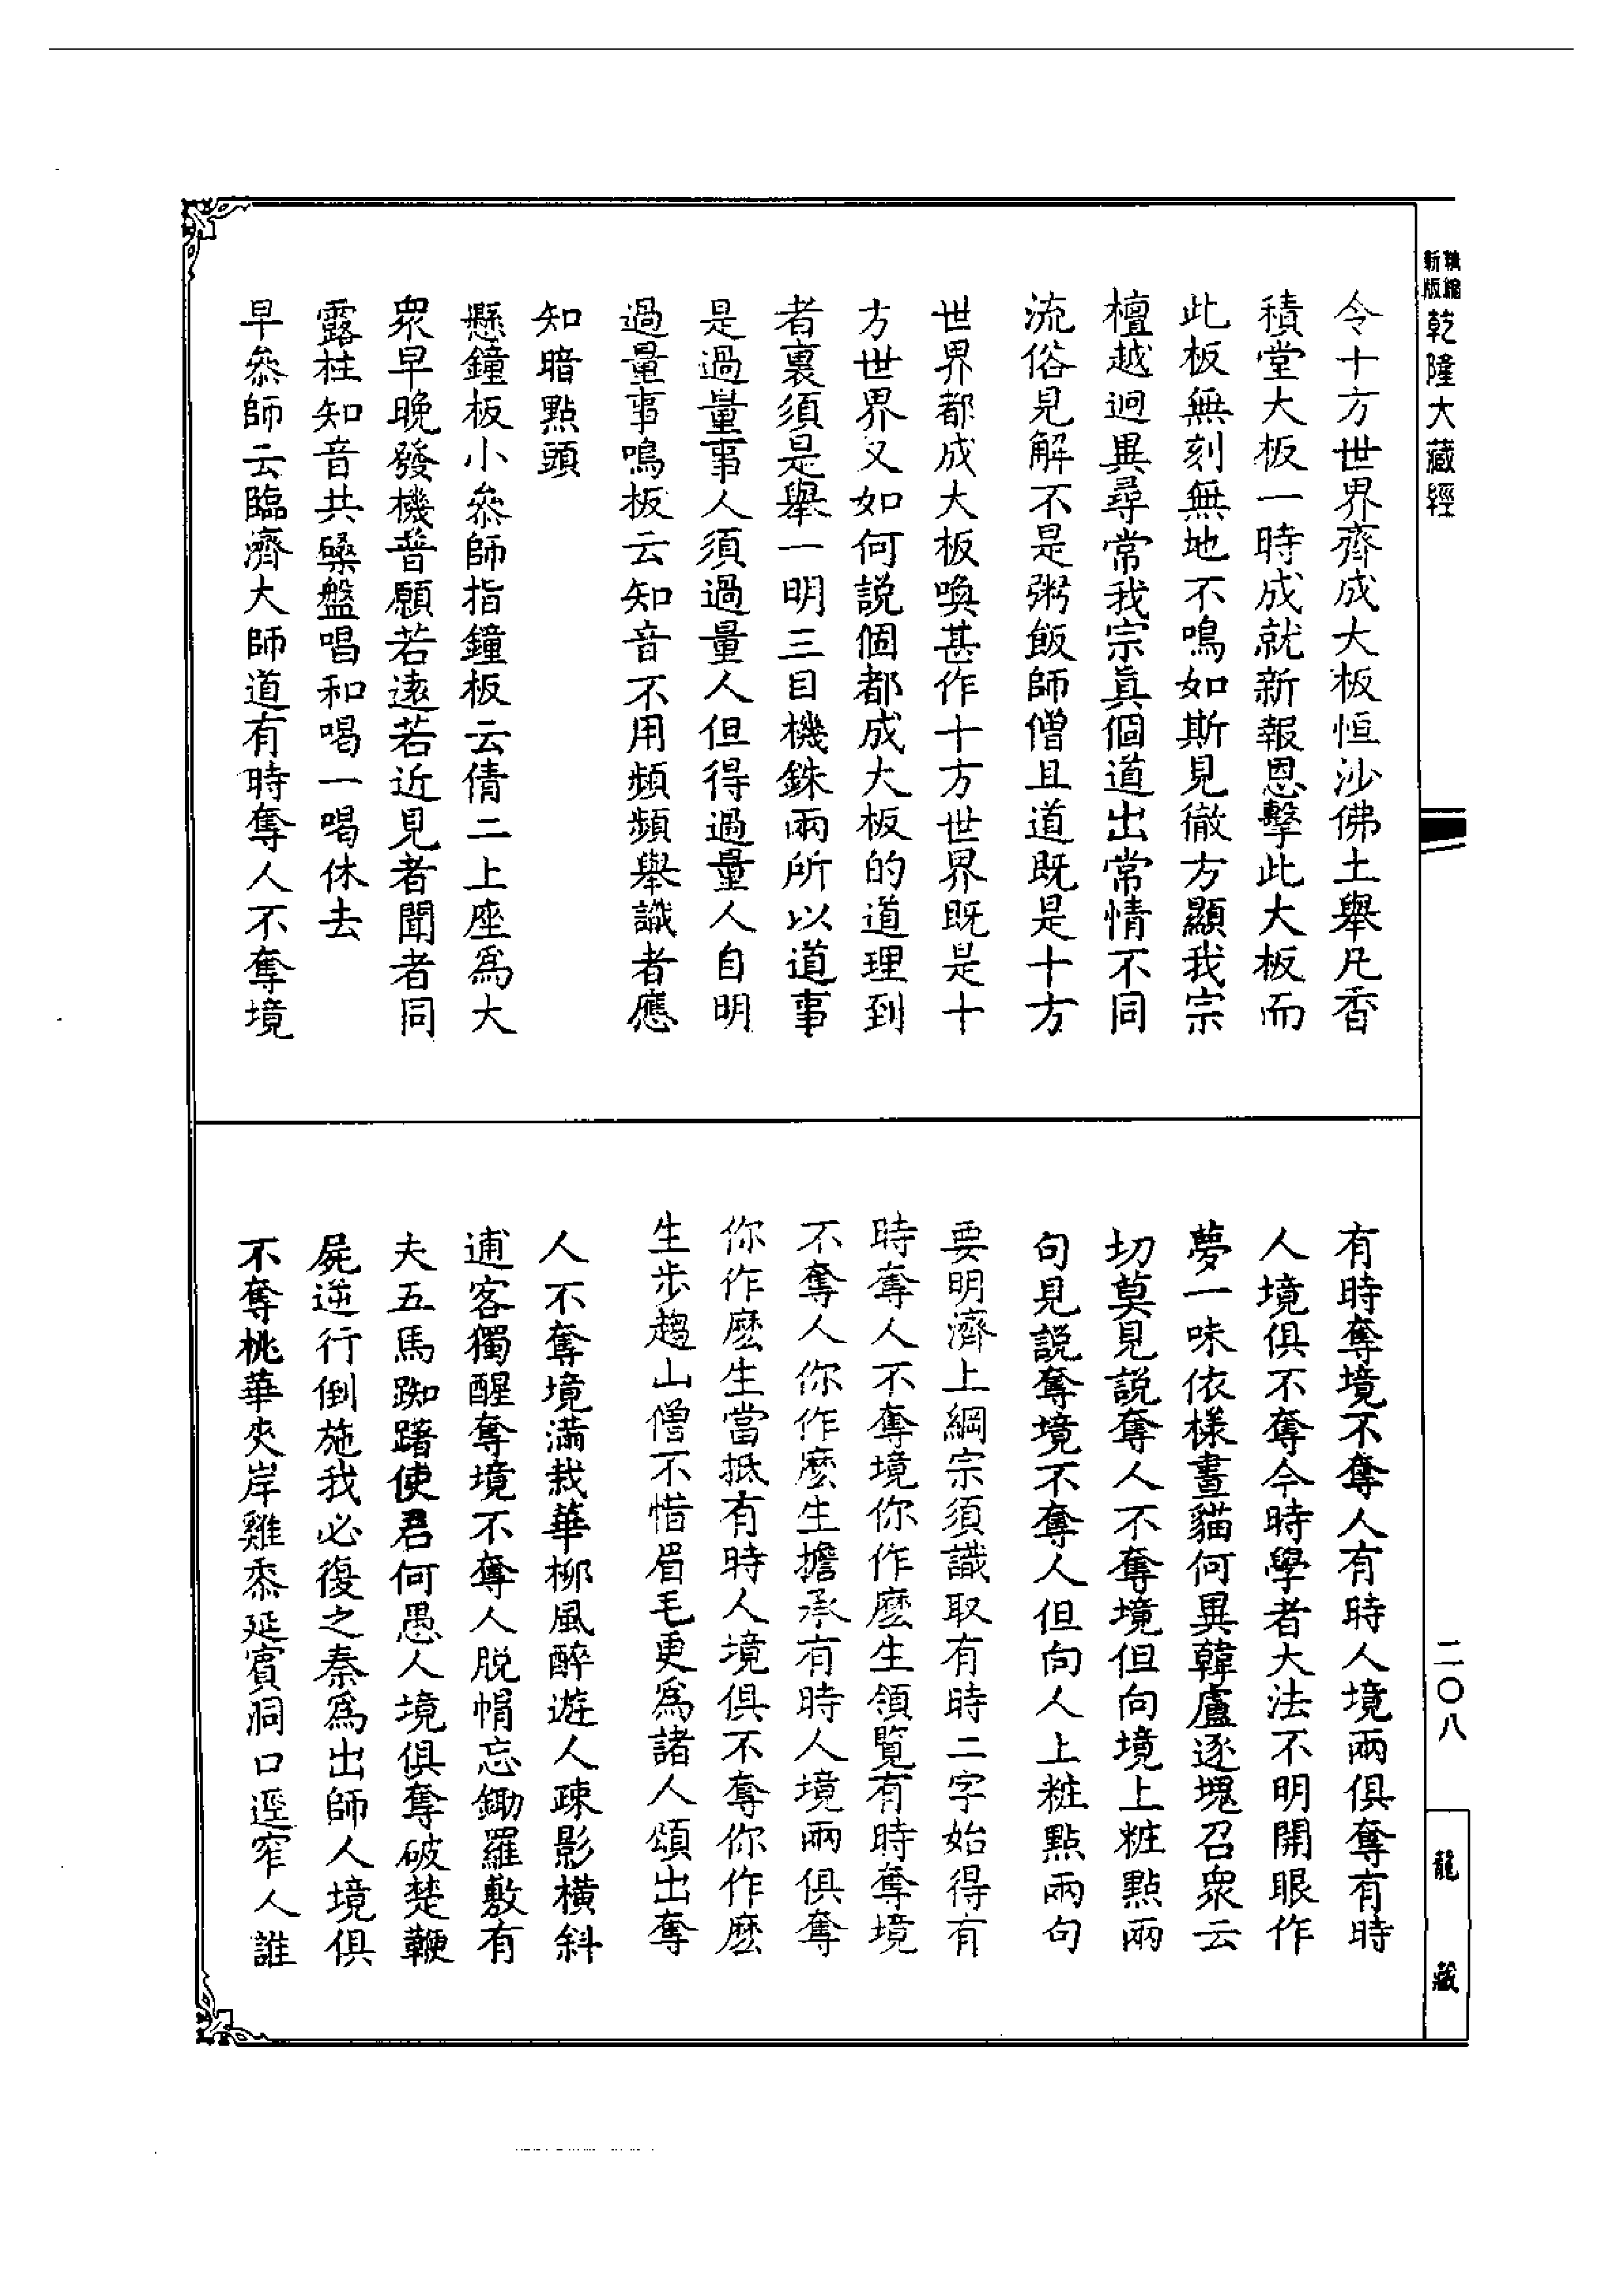 新版精縮
乾隆大藏經
令十方世界齊成大板恒沙佛土舉凡香
積堂大板一時成就新報恩擊此大板而
此板無刻無地不鳴如斯見徹方顯我宗
檀越迥異尋常我宗真個道出常情不同
流俗見解不是粥飯師僧且道既是十方
世界都成大板喚甚作十方世界既是十
方世界又如何説個都成大板的道理到
者裏須是舉一明三目機銖兩所以道事
是過量事人須過量人但得過量人自明
過量事鳴板云知音不用頻頻舉識者應
知暗點頭
懸鐘板小叅師指鐘板云倩二上座為大
眾早晚發機普願若遠若近見者聞者同
露柱知音共㮇盤唱和喝一喝休去
早叅師云臨濟大師道有時奪人不奪境
有時奪境不奪人有時人境兩俱奪有時
人境俱不奪今時學者大法不明開眼作
夢一味依樣畫貓何異韓盧逐塊召眾云
切莫見説奪人不奪境但向境上粧點兩
句見説奪境不奪人但向人上粧點兩句
要明濟上綱宗須識取有時二字始得有
時奪人不奪境你作麽生領覽有時奪境
不奪人你作麽生擔承有時人境兩俱奪
你作麽生當抵有時人境俱不奪你作麽
生步趨山僧不惜眉毛更為諸人頌出奪
人不奪境滿栽華柳風醉遊人疎影橫斜
逋客獨醒奪境不奪人脱帽忘鋤羅敷有
夫五馬踟躇使君何愚人境俱奪破楚鞭
屍逆行倒施我必復之秦為出師人境俱
不奪桃華夾岸雞黍延賓洞口逕窄人誰
二〇八
龍藏